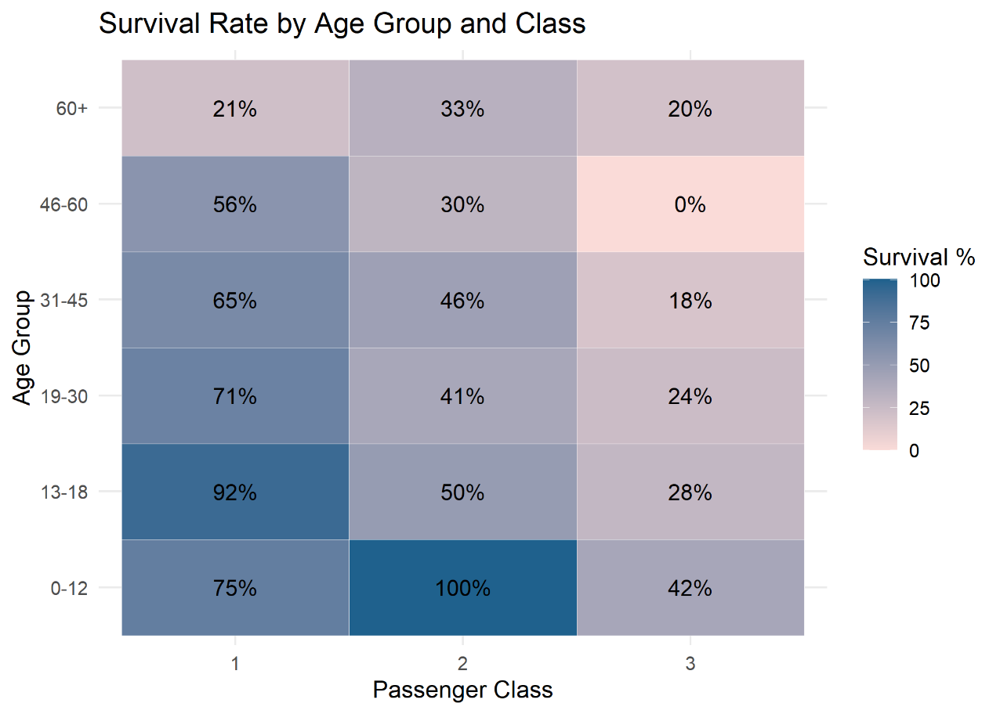 Survival Rate by Age Group and Class
60+ 21% 33% 20%
46-60 56% 30% 0%
31-45 65% 46% 18%
19-30 71% 41% 24%
13-18 92% 50% 28%
0-12 75% 100% 42%
1 2 3
Passenger Class
Age Group
Survival %
100
75
50
25
0